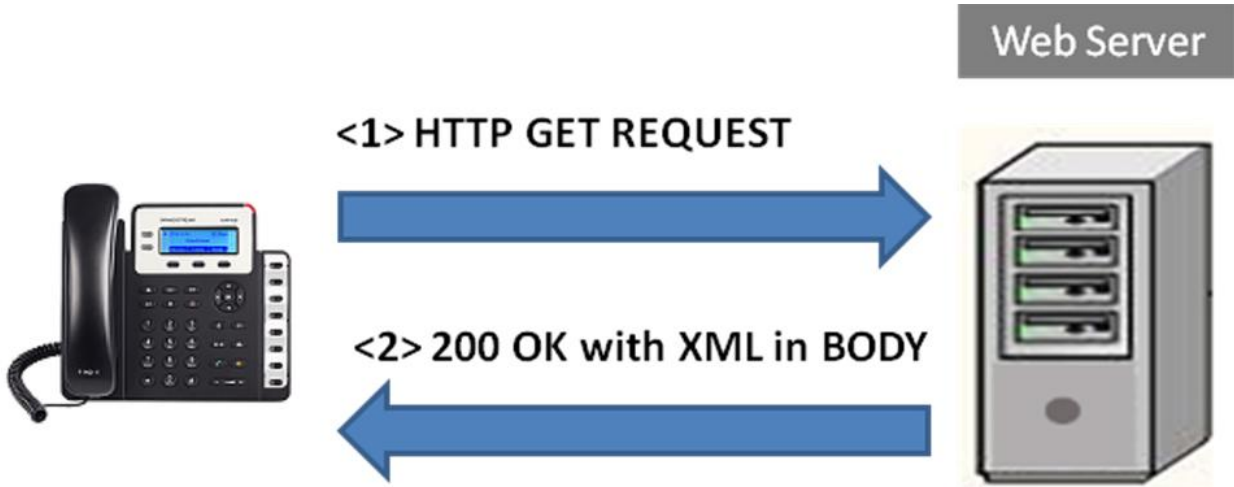 Web Server
<1> HTTP GET REQUEST
<2> 200 OK with XML in BODY